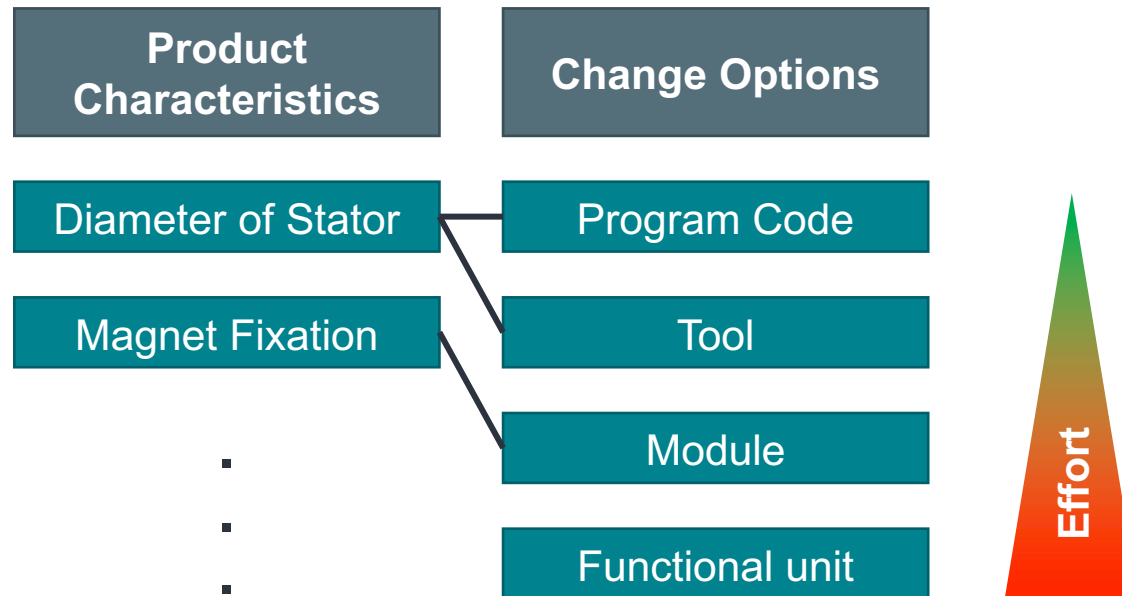 Product
Characteristics
Change Options
Diameter of Stator
Program Code
Magnet Fixation
Tool
Module
Functional unit
Effort